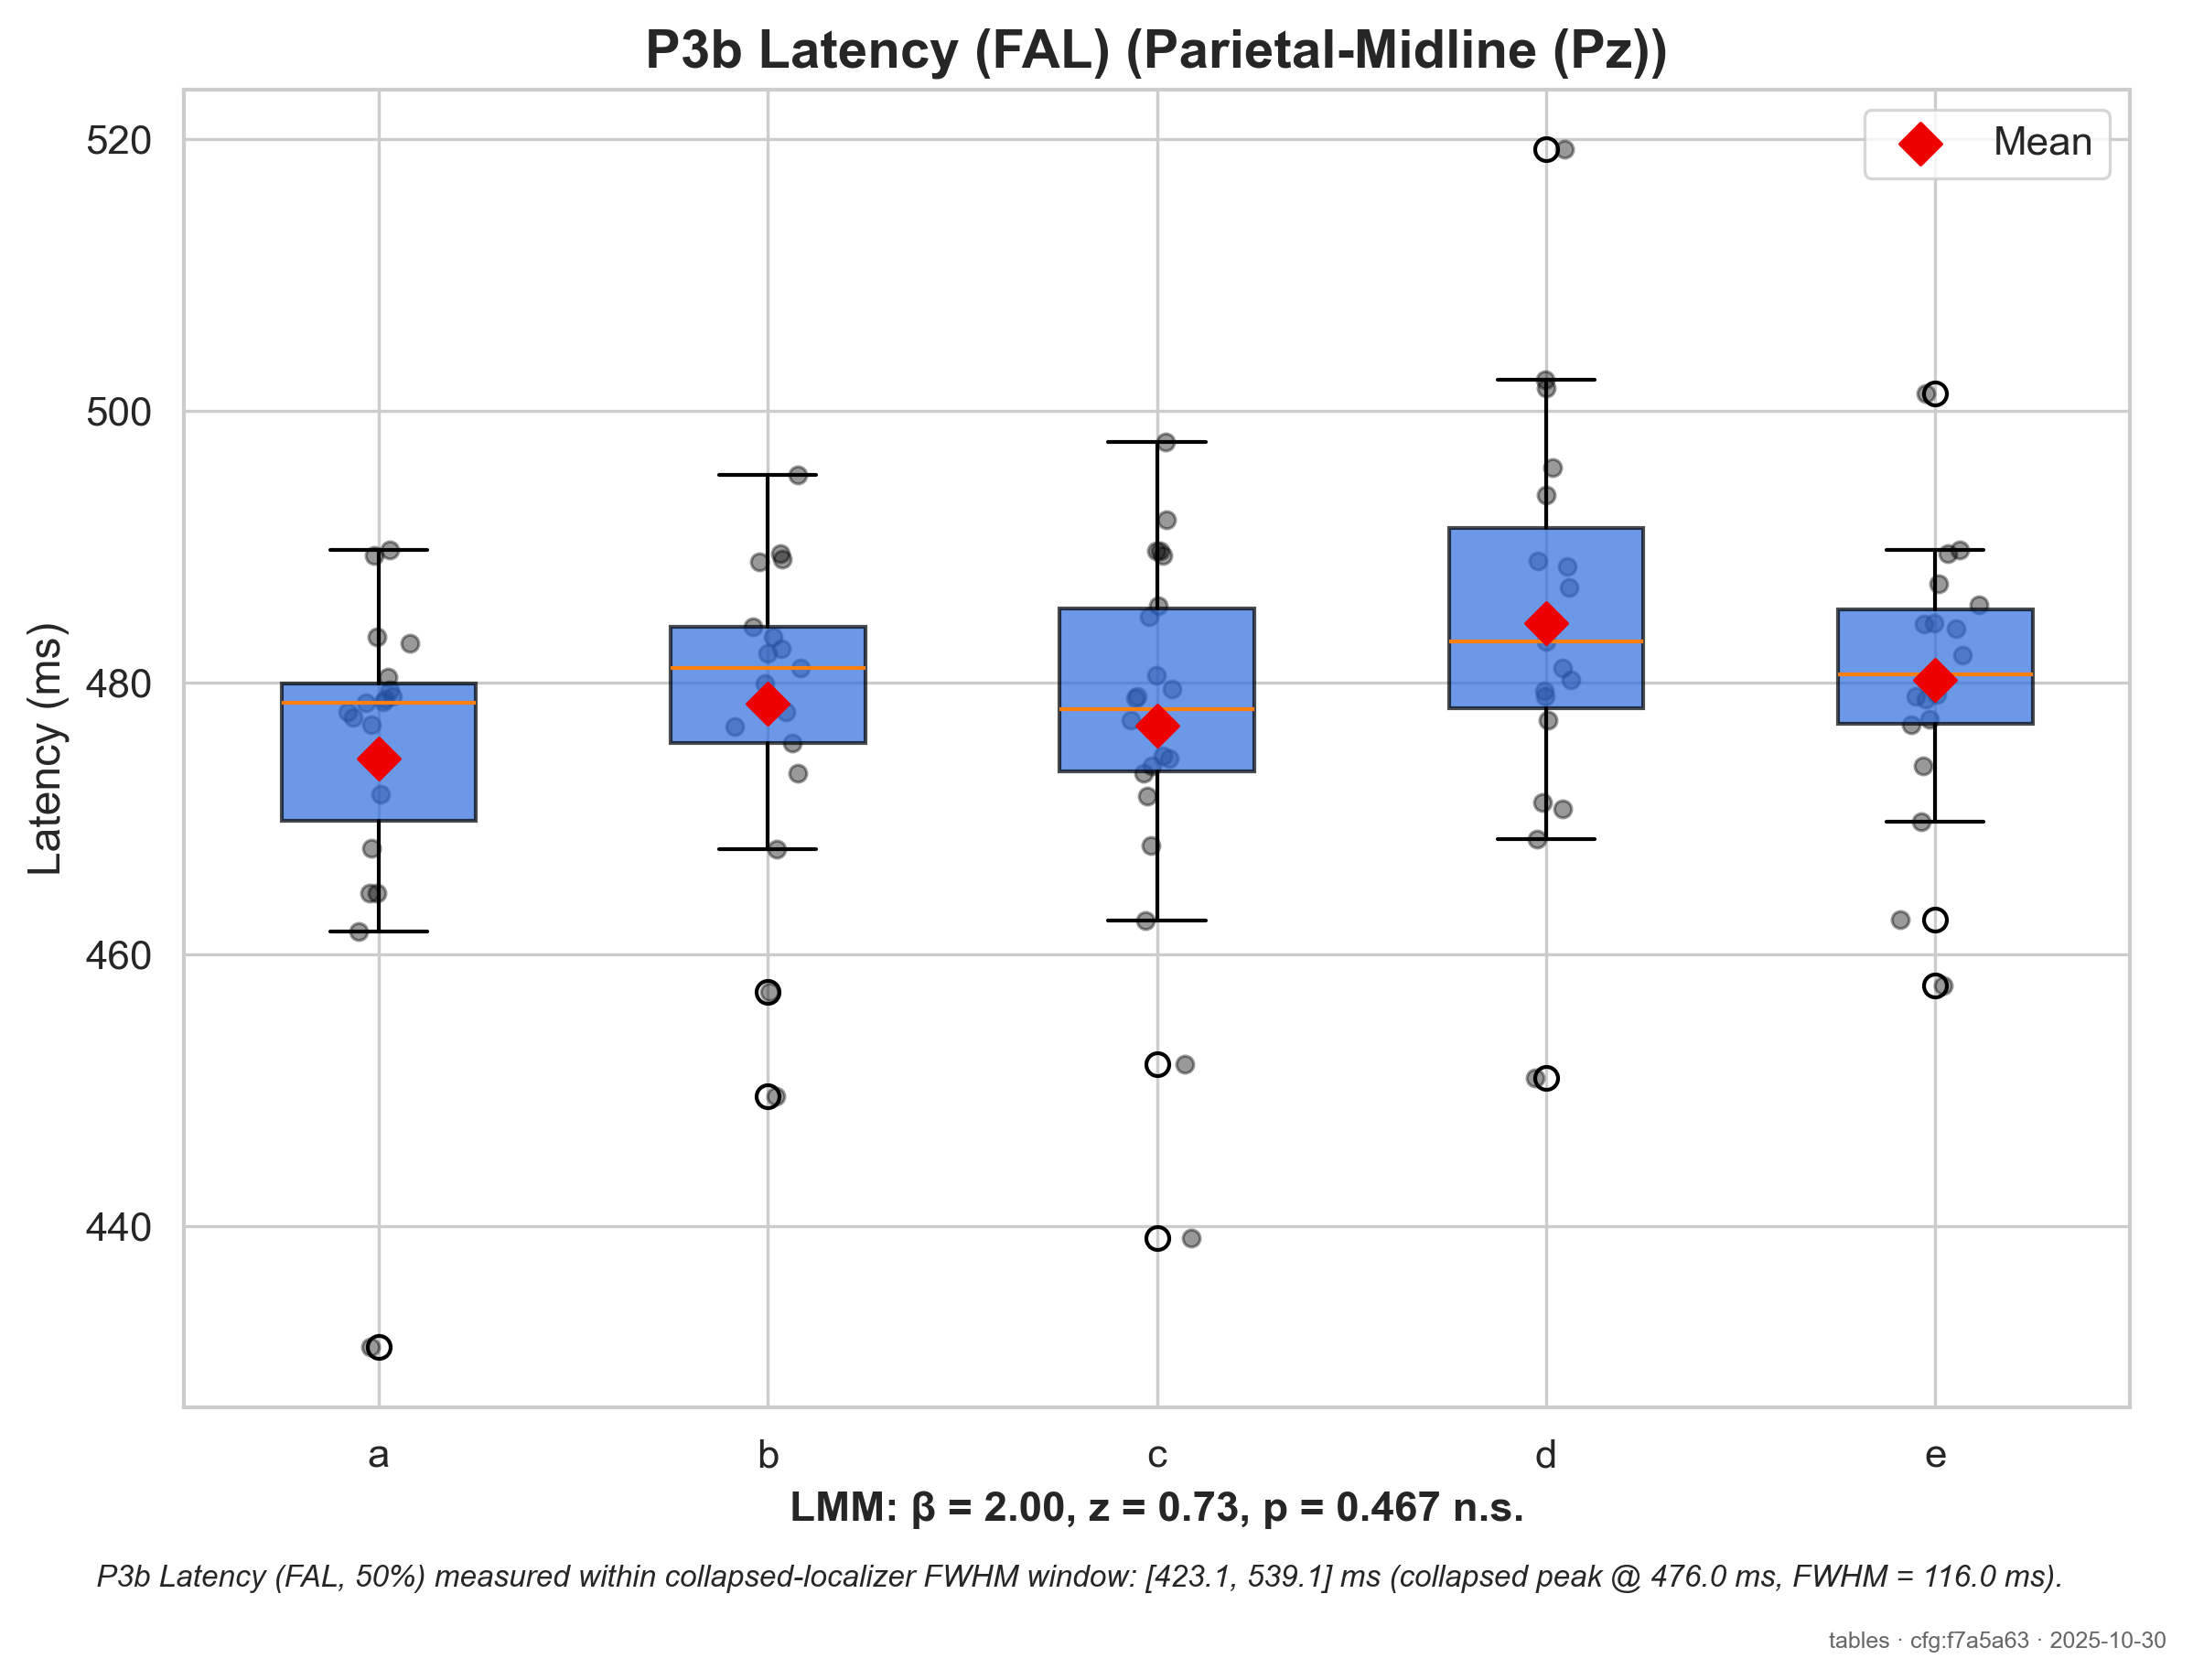 P3b Latency (FAL) (Parietal-Midline (Pz))
Mean
520
500
480
460
440
Latency (ms)
a b c d e
LMM: β = 2.00, z = 0.73, p = 0.467 n.s.
P3b Latency (FAL, 50%) measured within collapsed-localizer FWHM window: [423.1, 539.1] ms (collapsed peak @ 476.0 ms, FWHM = 116.0 ms).
tables · cfg:f7a5a63 · 2025-10-30